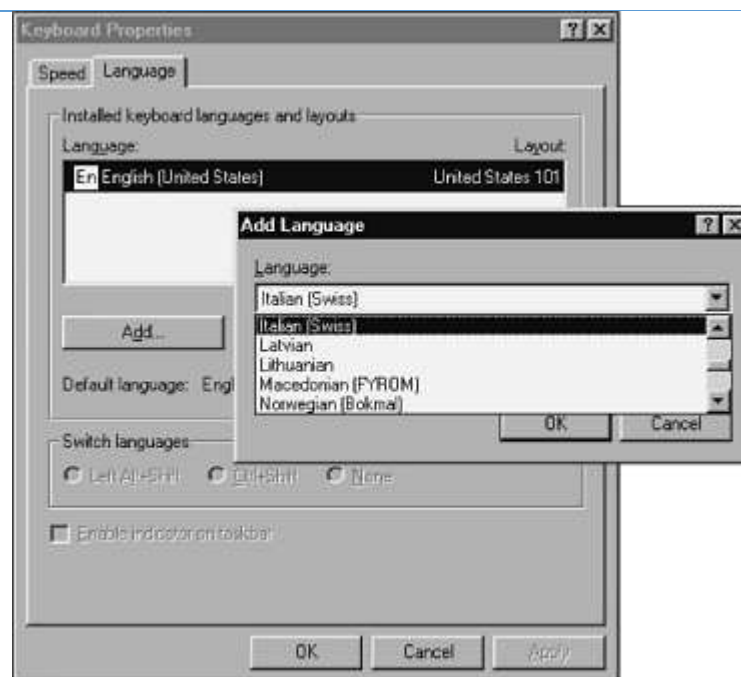 Keyboard Properties
Speed Language
Installed keyboard languages and layouts
Language: Layout:
En English (United States) United States 101
Add Language
Language:
Italian (Swiss)
Italian (Swiss)
Latvian
Lithuanian
Macedonian (FYROM)
Norwegian (Bokmal)
Add...
Default language: Engl
OK Cancel
Switch languages
Left Alt+Shift Ctrl+Shift None
Enable indicator on taskbar
OK Cancel Apply